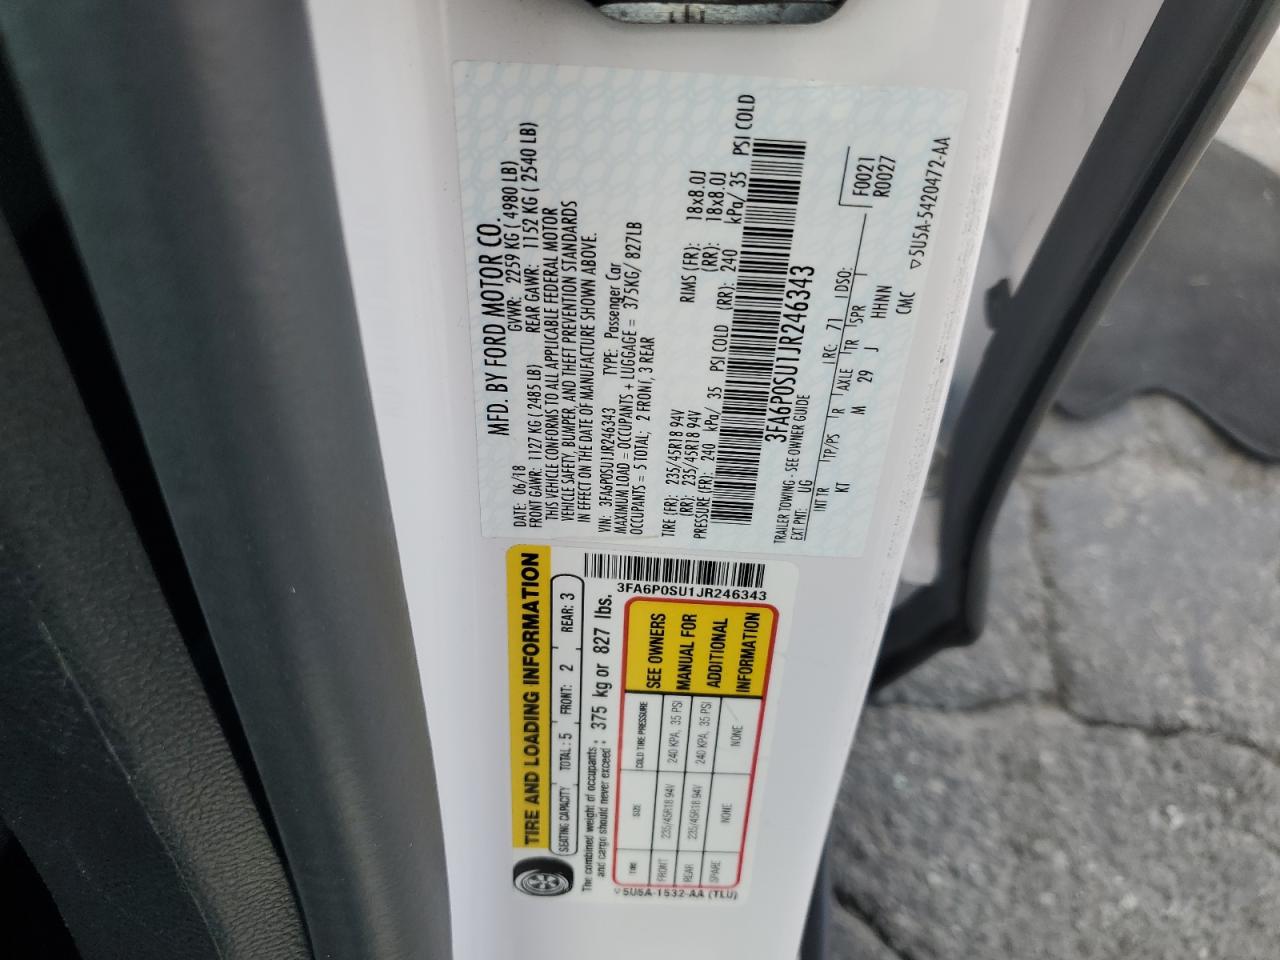 MFD. BY FORD MOTOR CO.
DATE: 06/18 GVWR: 2259 KG ( 4980 LB)
FRONT GAWR: 1127 KG ( 2485 LB) REAR GAWR: 1152 KG ( 2540 LB)
THIS VEHICLE CONFORMS TO ALL APPLICABLE FEDERAL MOTOR
VEHICLE SAFETY, BUMPER, AND THEFT PREVENTION STANDARDS
IN EFFECT ON THE DATE OF MANUFACTURE SHOWN ABOVE.
VIN: 3FA6P0SU1JR246343 TYPE: Passenger Car
MAXIMUM LOAD = OCCUPANTS + LUGGAGE = 375KG/ 827LB
OCCUPANTS = 5 TOTAL; 2 FRONT, 3 REAR
TIRE (FR): 235/45R18 94V RIMS (FR): 18x8.0J
(RR): 235/45R18 94V (RR): 18x8.0J
PRESSURE (FR): 240 kPa/ 35 PSI COLD (RR): 240 kPa/ 35 PSI COLD
3FA6P0SU1JR246343
TRAILER TOWING - SEE OWNER GUIDE
EXT PNT: UG RC: 71 DSO: F0021
R0027
INT TR TP/PS R AXLE TR SPR
KT M 29 J HHNN
CMC
5U5A-5420472-AA
TIRE AND LOADING INFORMATION
SEATING CAPACITY TOTAL : 5 FRONT: 2 REAR: 3
The combined weight of occupants and cargo should never exceed : 375 kg or 827 lbs.
3FA6P0SU1JR246343
TIRE SIZE COLD TIRE PRESSURE
FRONT 235/45R18 94V 240 KPA, 35 PSI
REAR 235/45R18 94V 240 KPA, 35 PSI
SPARE NONE NONE
SEE OWNERS
MANUAL FOR
ADDITIONAL
INFORMATION
5U5A-1532-AA (TLU)